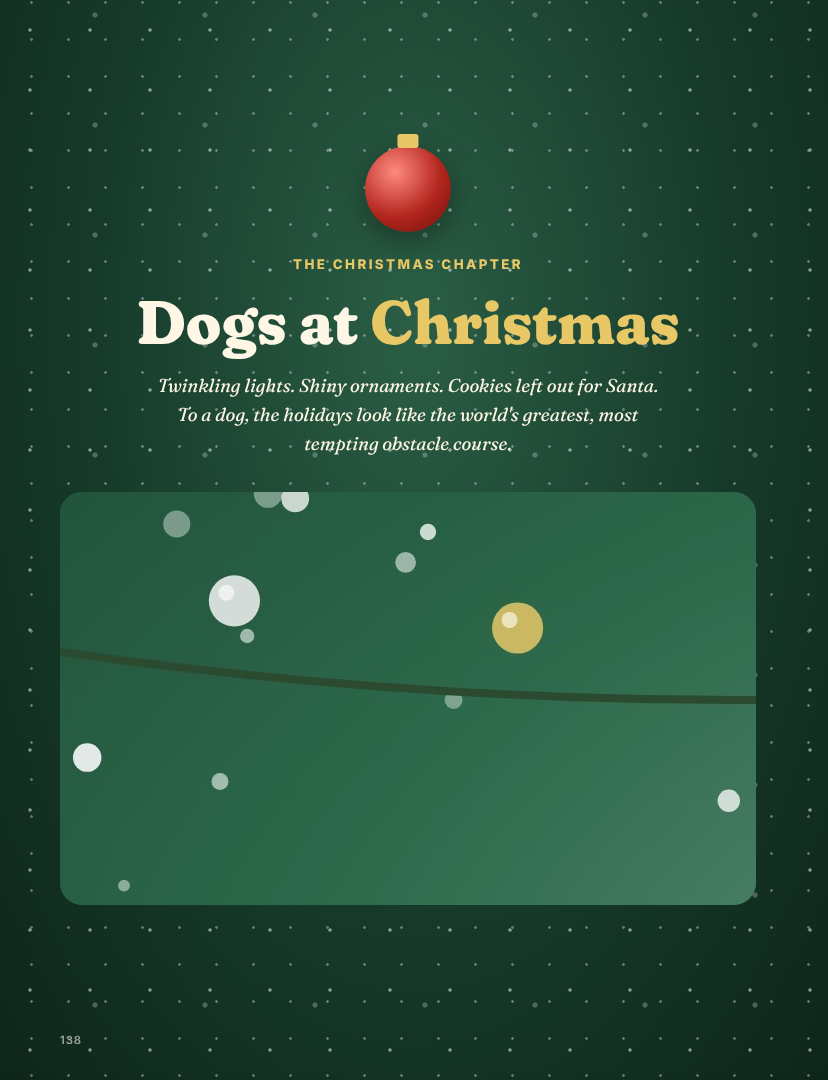 THE CHRISTMAS CHAPTER
Dogs at Christmas
Twinkling lights. Shiny ornaments. Cookies left out for Santa.
To a dog, the holidays look like the world's greatest, most
tempting obstacle course.
138